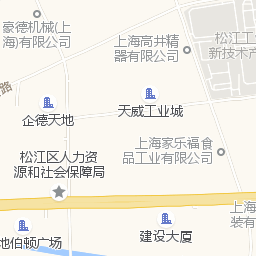 豪德机械(上
海)有限公司
上海高井精
器有限公司
松江工
新技术产
路
企德天地
天威工业城
松江区人力资
源和社会保障局
上海家乐福食
品工业有限公司
上海
装有
地伯顿广场
建设大厦